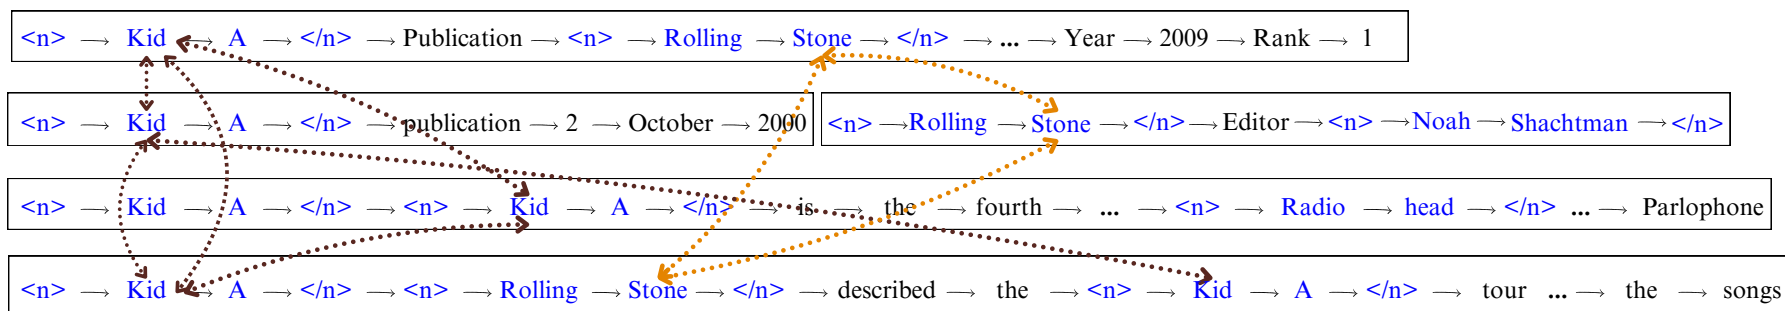 <n> → Kid → A → </n> → Publication → <n> → Rolling → Stone → </n> → ... → Year → 2009 → Rank → 1
<n> → Kid → A → </n> → publication → 2 → October → 2000
<n> → Rolling → Stone → </n> → Editor → <n> → Noah → Shachtman → </n>
<n> → Kid → A → </n> → <n> → Kid → A → </n> → is → the → fourth → ... → <n> → Radio → head → </n> ... → Parlophone
<n> → Kid → A → </n> → <n> → Rolling → Stone → </n> → described → the → <n> → Kid → A → </n> → tour ... → the → songs